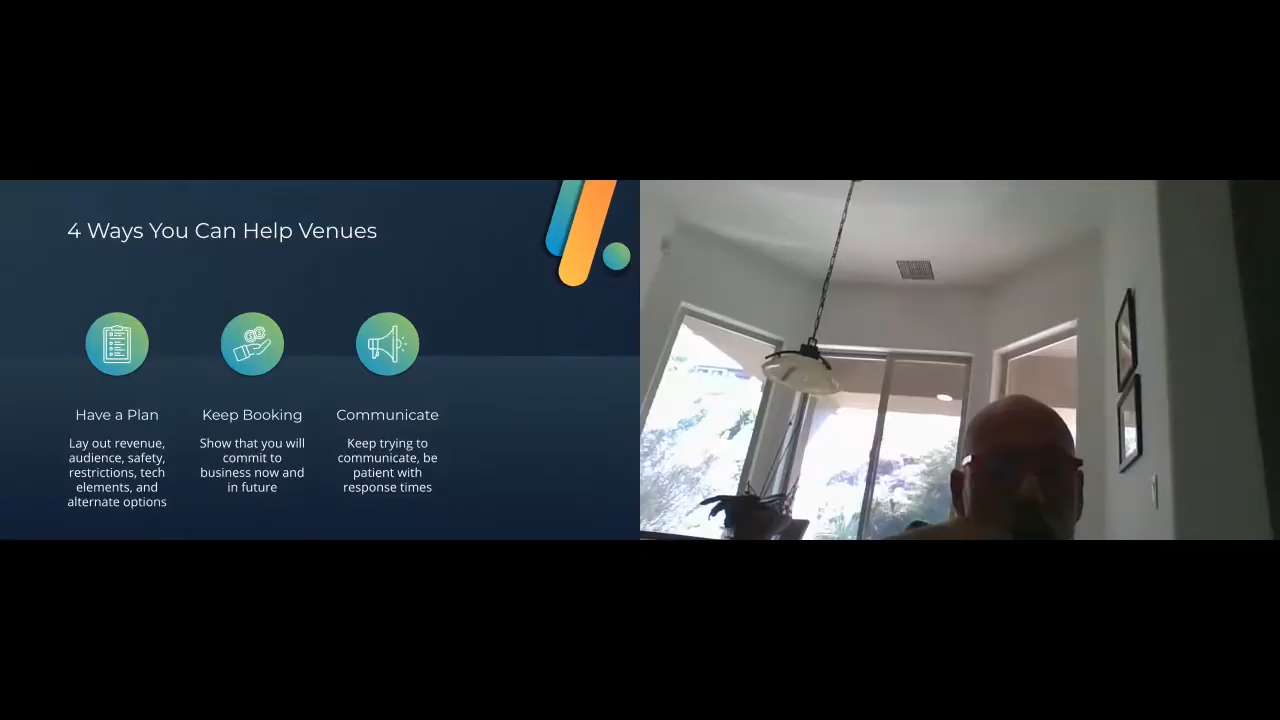 4 Ways You Can Help Venues
Have a Plan
Lay out revenue,
audience, safety,
restrictions, tech
elements, and
alternate options
Keep Booking
Show that you will
commit to
business now and
in future
Communicate
Keep trying to
communicate, be
patient with
response times